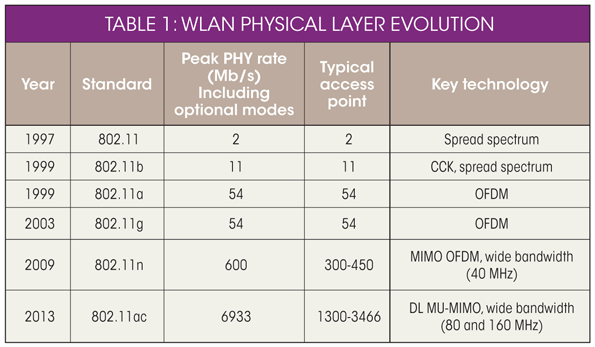 TABLE 1: WLAN PHYSICAL LAYER EVOLUTION
Year Standard Peak PHY rate (Mb/s) Including optional modes Typical access point Key technology
1997 802.11 2 2 Spread spectrum
1999 802.11b 11 11 CCK, spread spectrum
1999 802.11a 54 54 OFDM
2003 802.11g 54 54 OFDM
2009 802.11n 600 300-450 MIMO OFDM, wide bandwidth (40 MHz)
2013 802.11ac 6933 1300-3466 DL MU-MIMO, wide bandwidth (80 and 160 MHz)